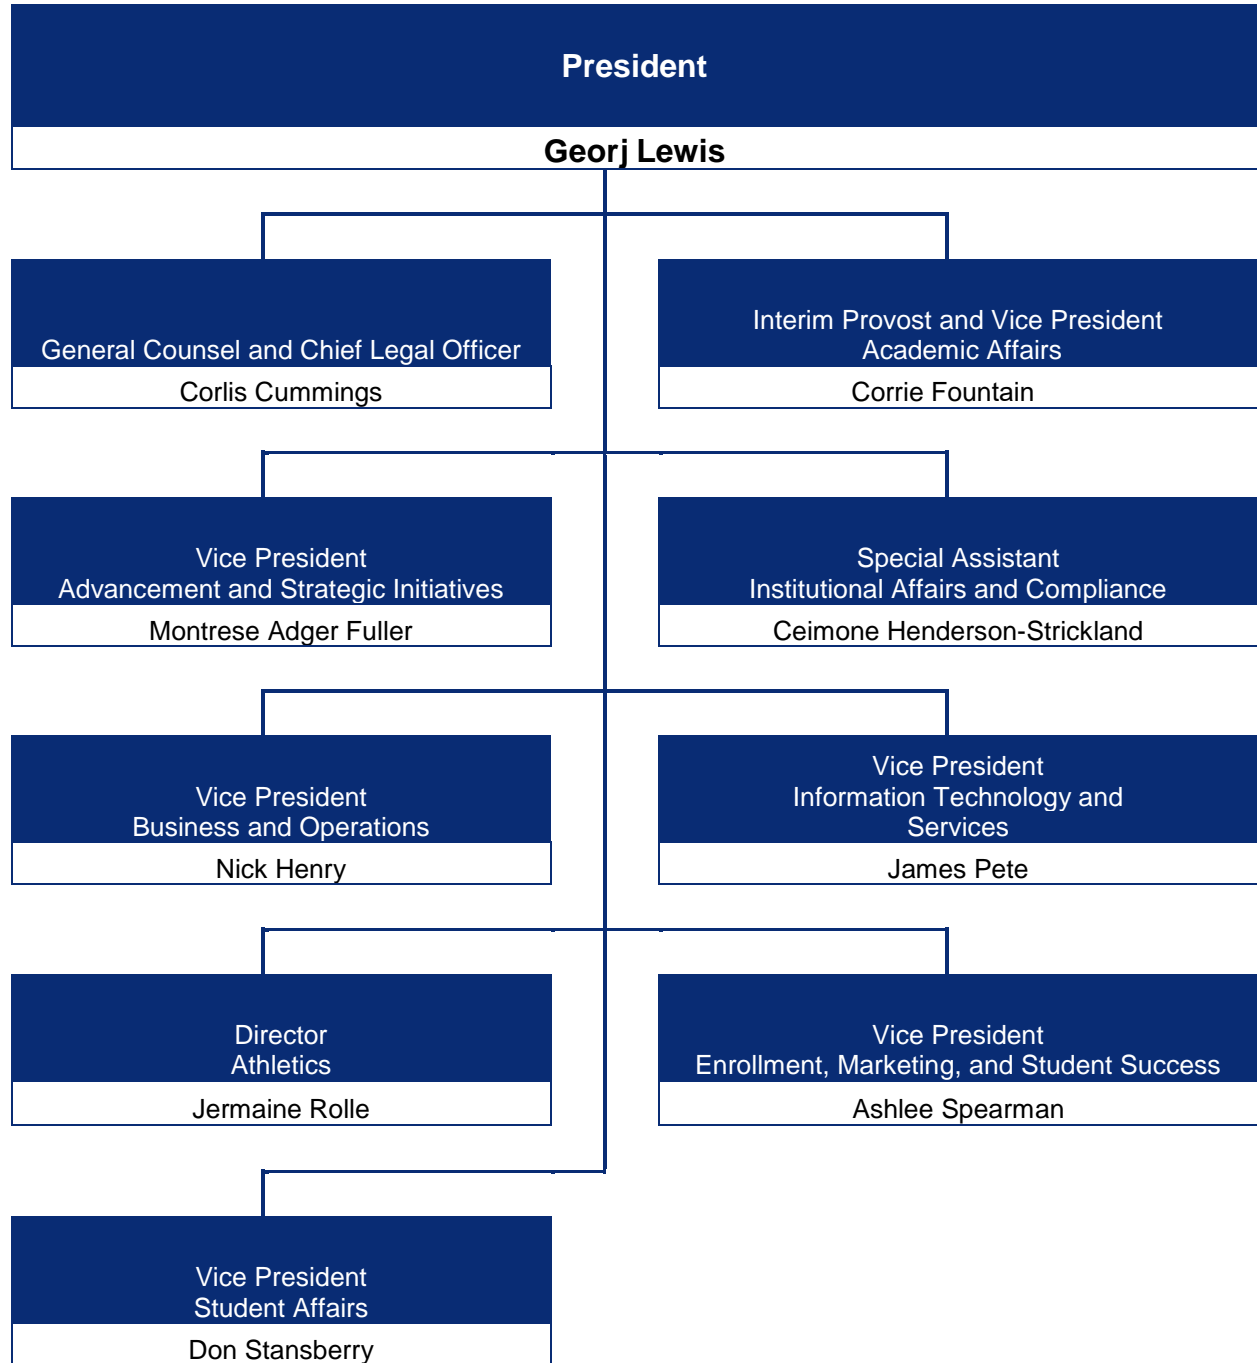 President
Georj Lewis
General Counsel and Chief Legal Officer
Corlis Cummings
Interim Provost and Vice President
Academic Affairs
Corrie Fountain
Vice President
Advancement and Strategic Initiatives
Montrese Adger Fuller
Special Assistant
Institutional Affairs and Compliance
Ceimone Henderson-Strickland
Vice President
Business and Operations
Nick Henry
Vice President
Information Technology and
Services
James Pete
Director
Athletics
Jermaine Rolle
Vice President
Enrollment, Marketing, and Student Success
Ashlee Spearman
Vice President
Student Affairs
Don Stansberry